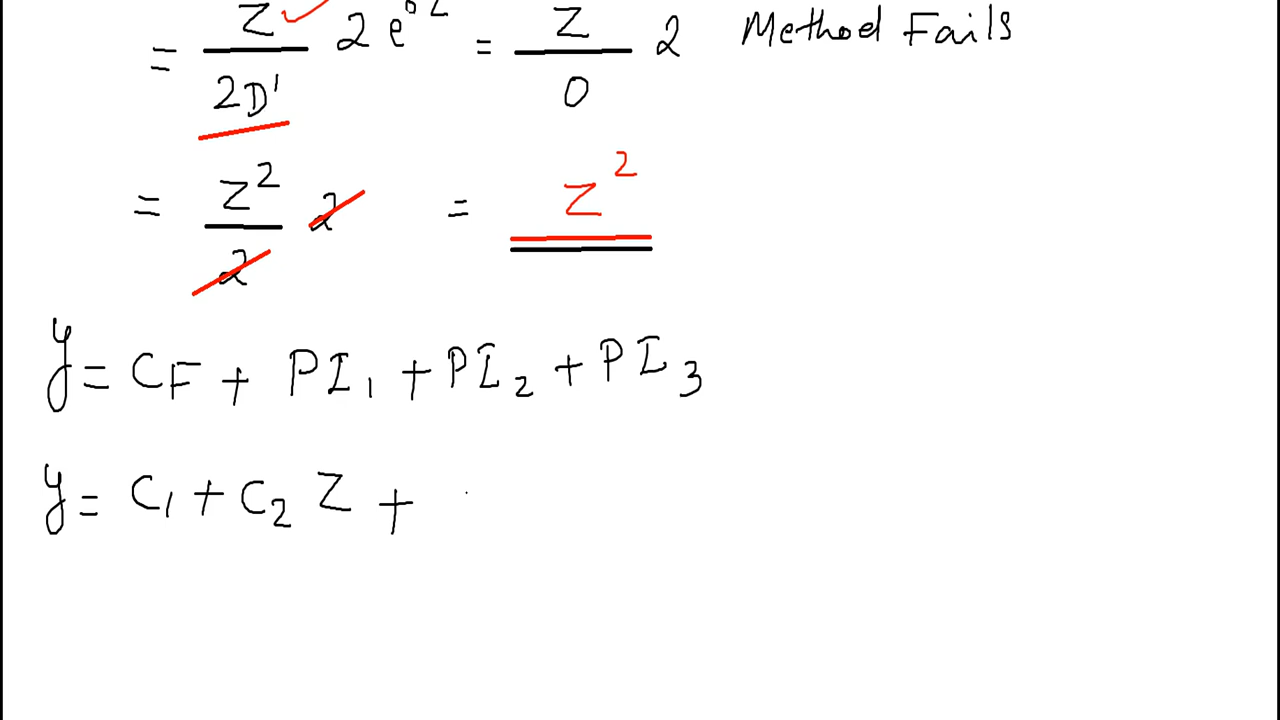 = Z/2D' 2 e^{0Z} = Z/0 2 Method Fails
= Z²/2 2 = Z²
y = CF + PI₁ + PI₂ + PI₃
y = C₁ + C₂ Z +